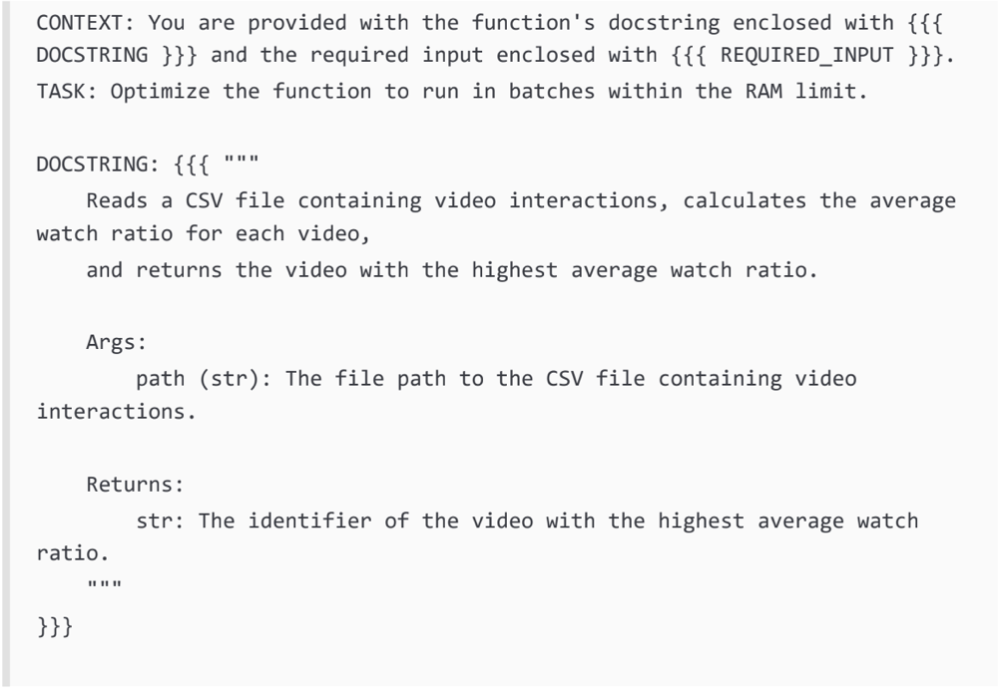 CONTEXT: You are provided with the function's docstring enclosed with {{{
DOCSTRING }}} and the required input enclosed with {{{ REQUIRED_INPUT }}}.
TASK: Optimize the function to run in batches within the RAM limit.

DOCSTRING: {{{ """
    Reads a CSV file containing video interactions, calculates the average
watch ratio for each video,
    and returns the video with the highest average watch ratio.

    Args:
        path (str): The file path to the CSV file containing video
interactions.

    Returns:
        str: The identifier of the video with the highest average watch
ratio.
    """
}}}